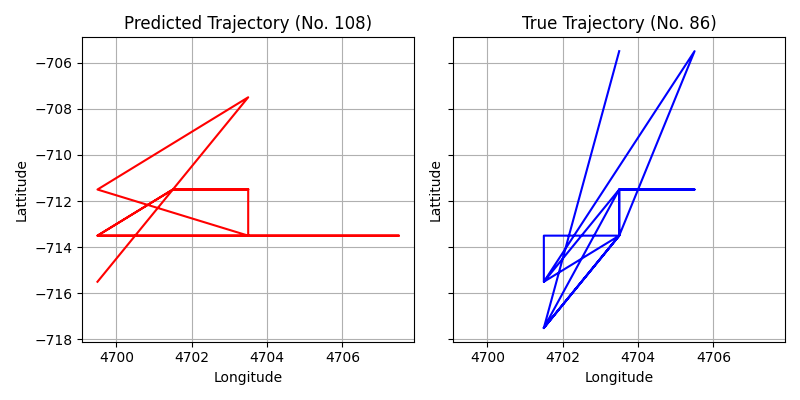 Predicted Trajectory (No. 108)
True Trajectory (No. 86)
Lattitude
−706
−708
−710
−712
−714
−716
−718
4700
4702
4704
4706
Longitude
Lattitude
4700
4702
4704
4706
Longitude